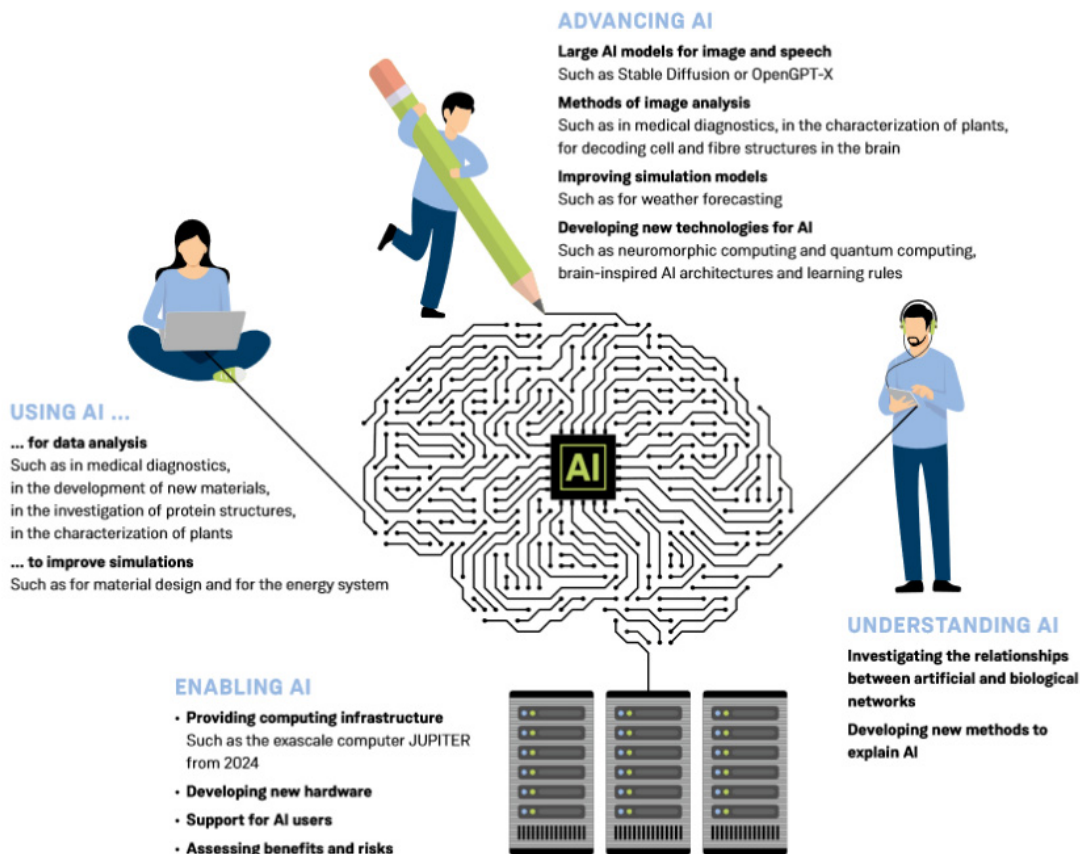 ADVANCING AI
Large AI models for image and speech
Such as Stable Diffusion or OpenGPT-X
Methods of image analysis
Such as in medical diagnostics, in the characterization of plants,
for decoding cell and fibre structures in the brain
Improving simulation models
Such as for weather forecasting
Developing new technologies for AI
Such as neuromorphic computing and quantum computing,
brain-inspired AI architectures and learning rules
USING AI ...
... for data analysis
Such as in medical diagnostics,
in the development of new materials,
in the investigation of protein structures,
in the characterization of plants
... to improve simulations
Such as for material design and for the energy system
AI
UNDERSTANDING AI
Investigating the relationships
between artificial and biological
networks
Developing new methods to
explain AI
ENABLING AI
• Providing computing infrastructure
Such as the exascale computer JUPITER
from 2024
• Developing new hardware
• Support for AI users
• Assessing benefits and risks